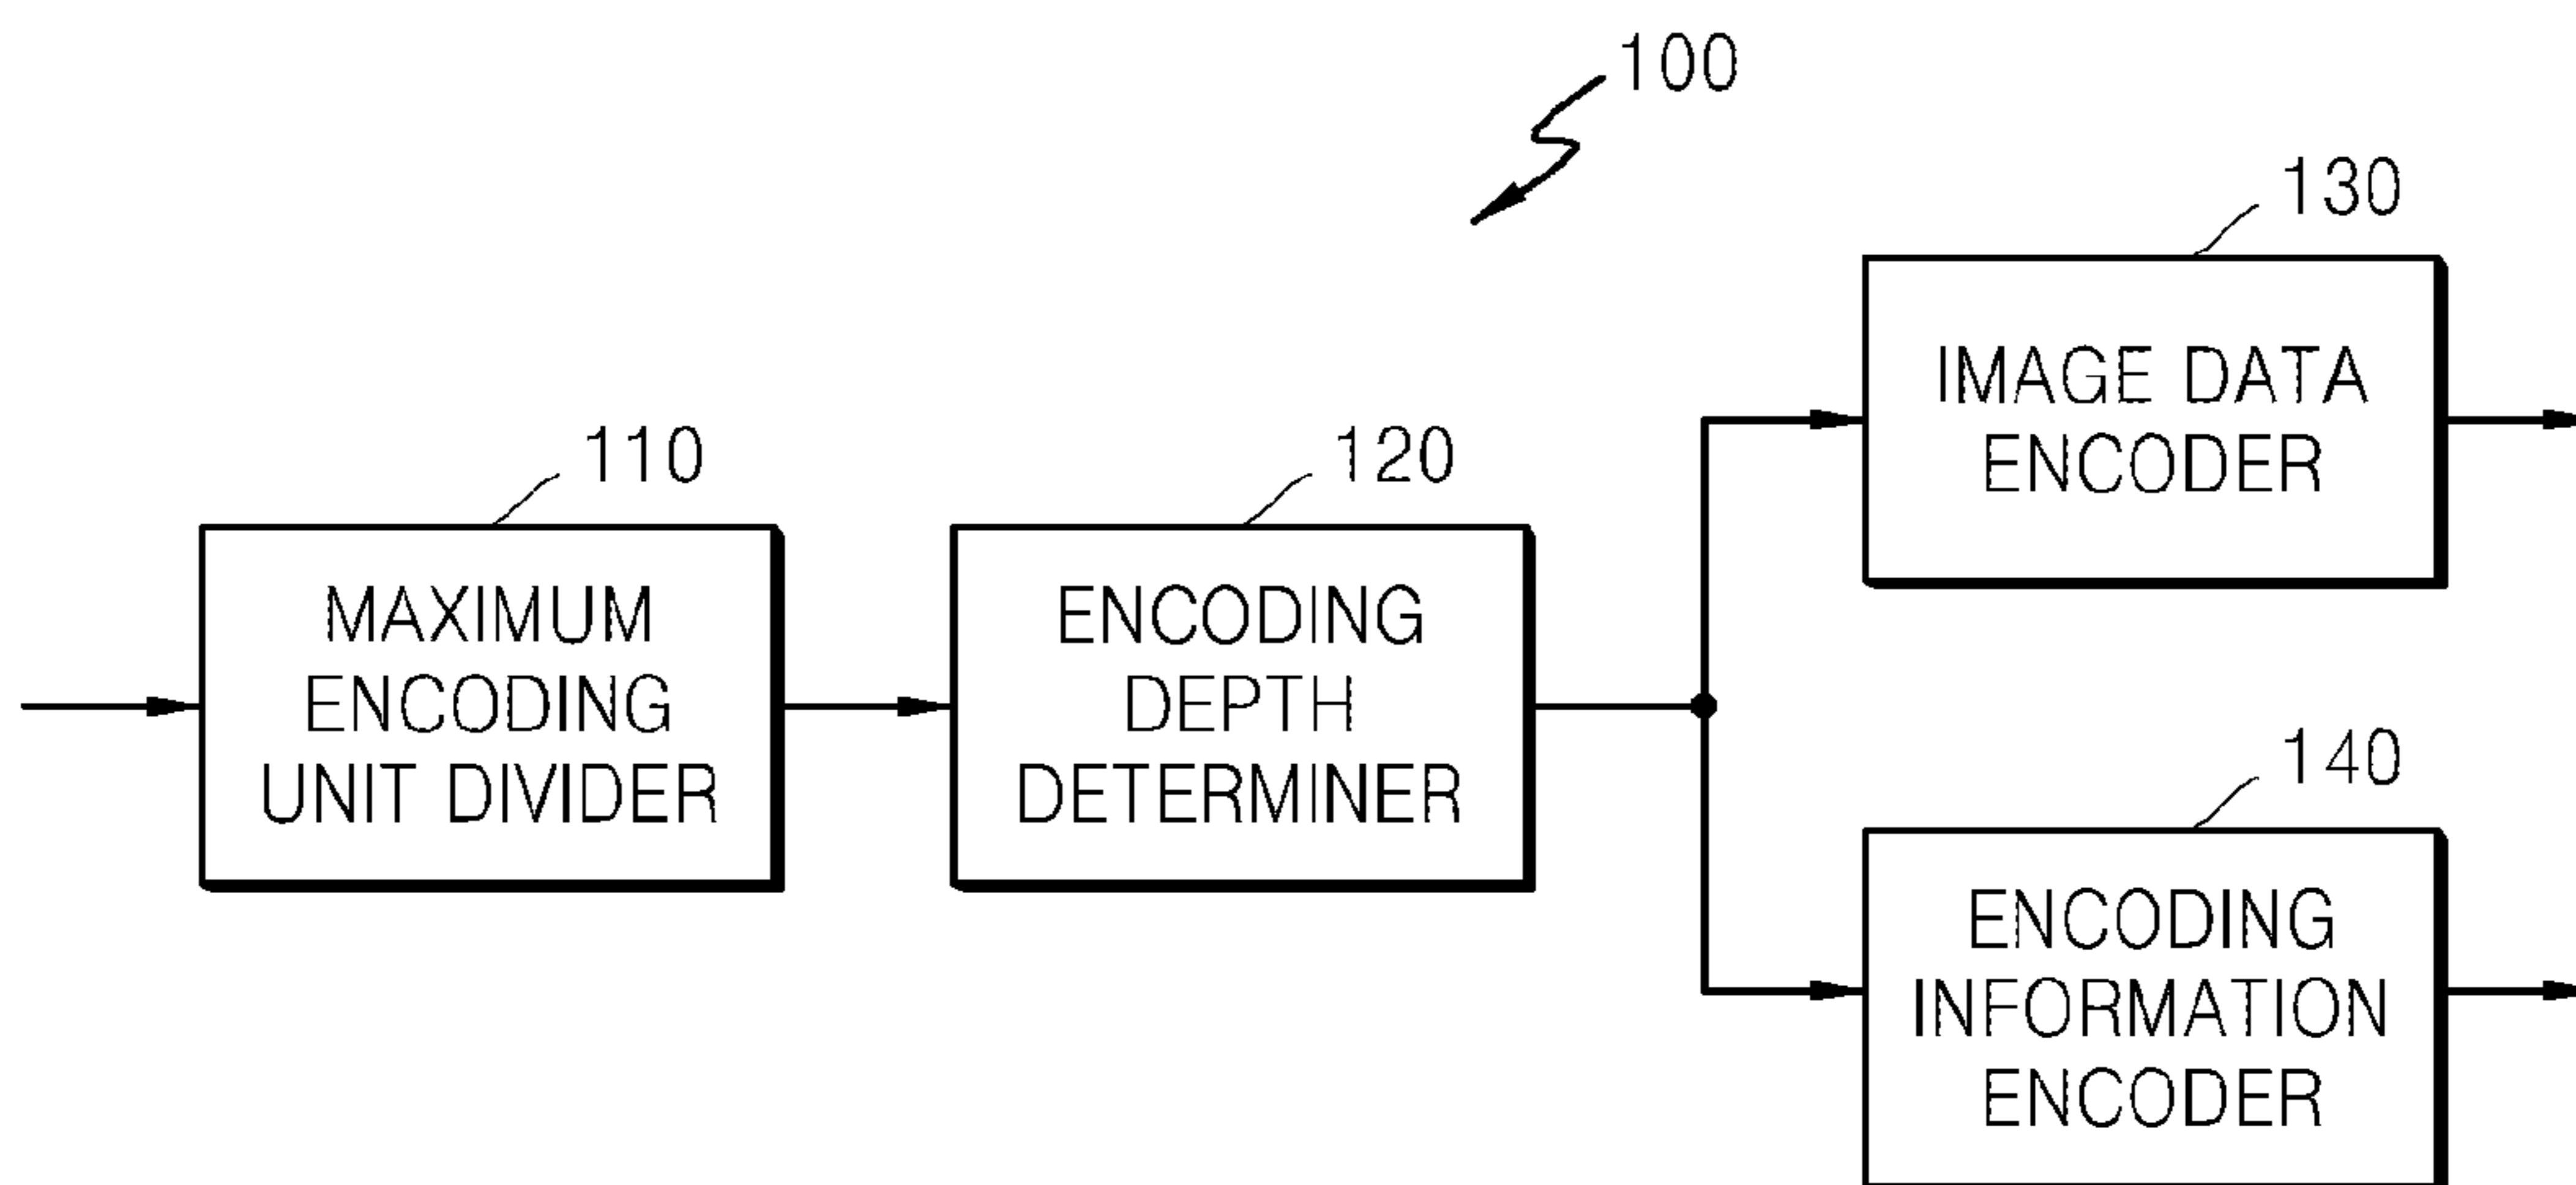 100
110
MAXIMUM
ENCODING
UNIT DIVIDER
120
ENCODING
DEPTH
DETERMINER
130
IMAGE DATA
ENCODER
140
ENCODING
INFORMATION
ENCODER